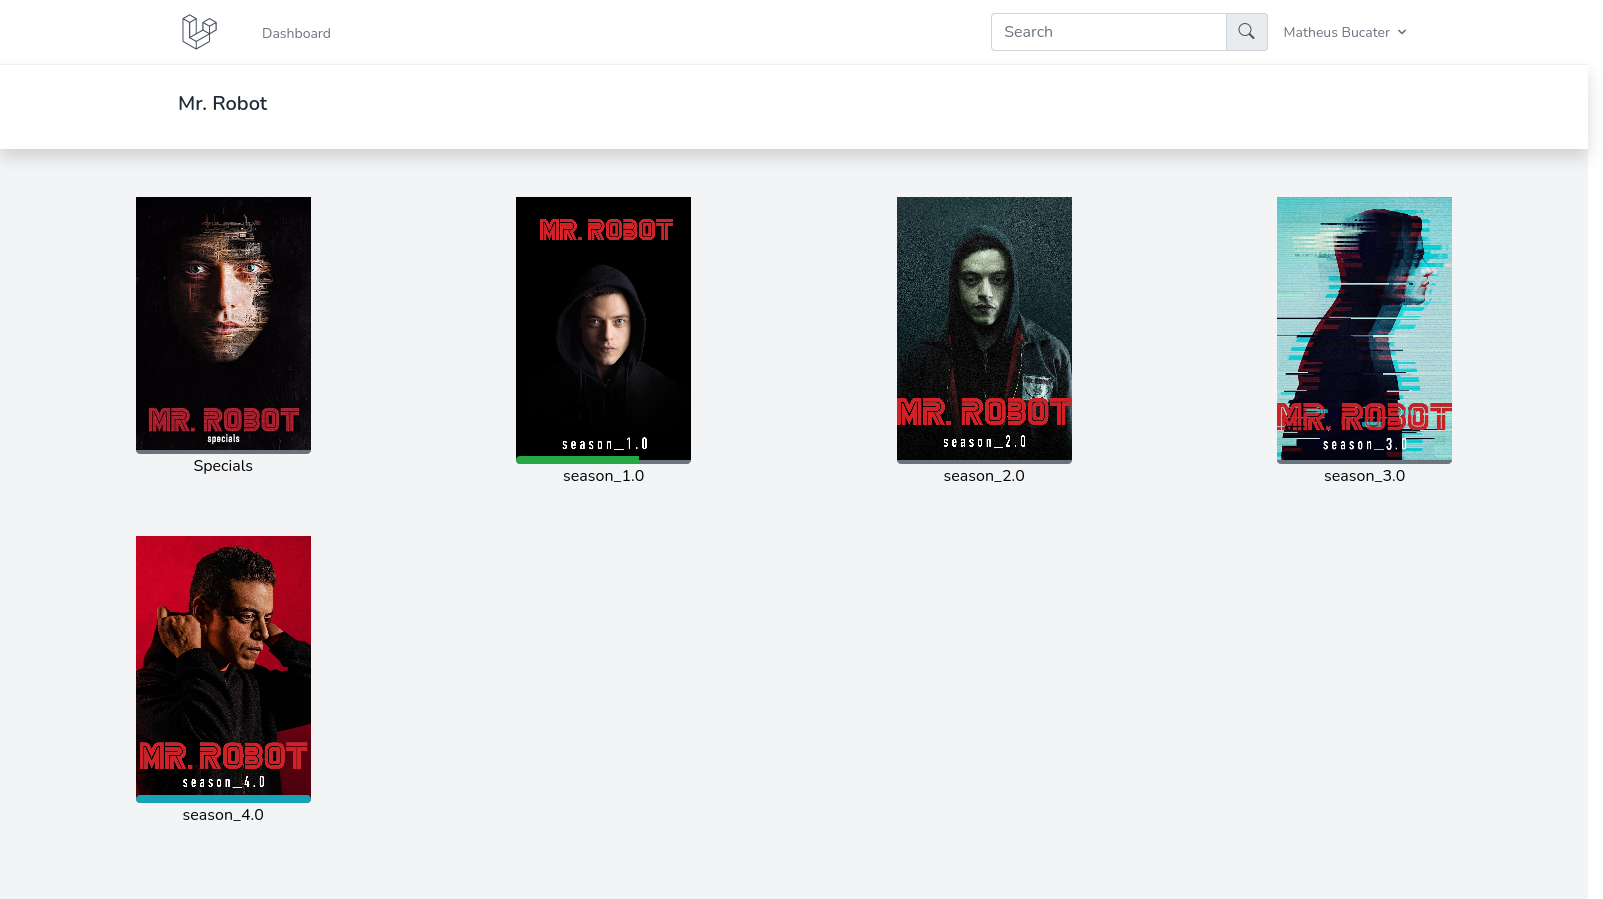 Dashboard
Search
Matheus Bucater
Mr. Robot
MR. ROBOT
specials
Specials
MR. ROBOT
season_1.0
season_1.0
MR. ROBOT
season_2.0
season_2.0
MR. ROBOT
season_3.0
season_3.0
MR. ROBOT
season_4.0
season_4.0